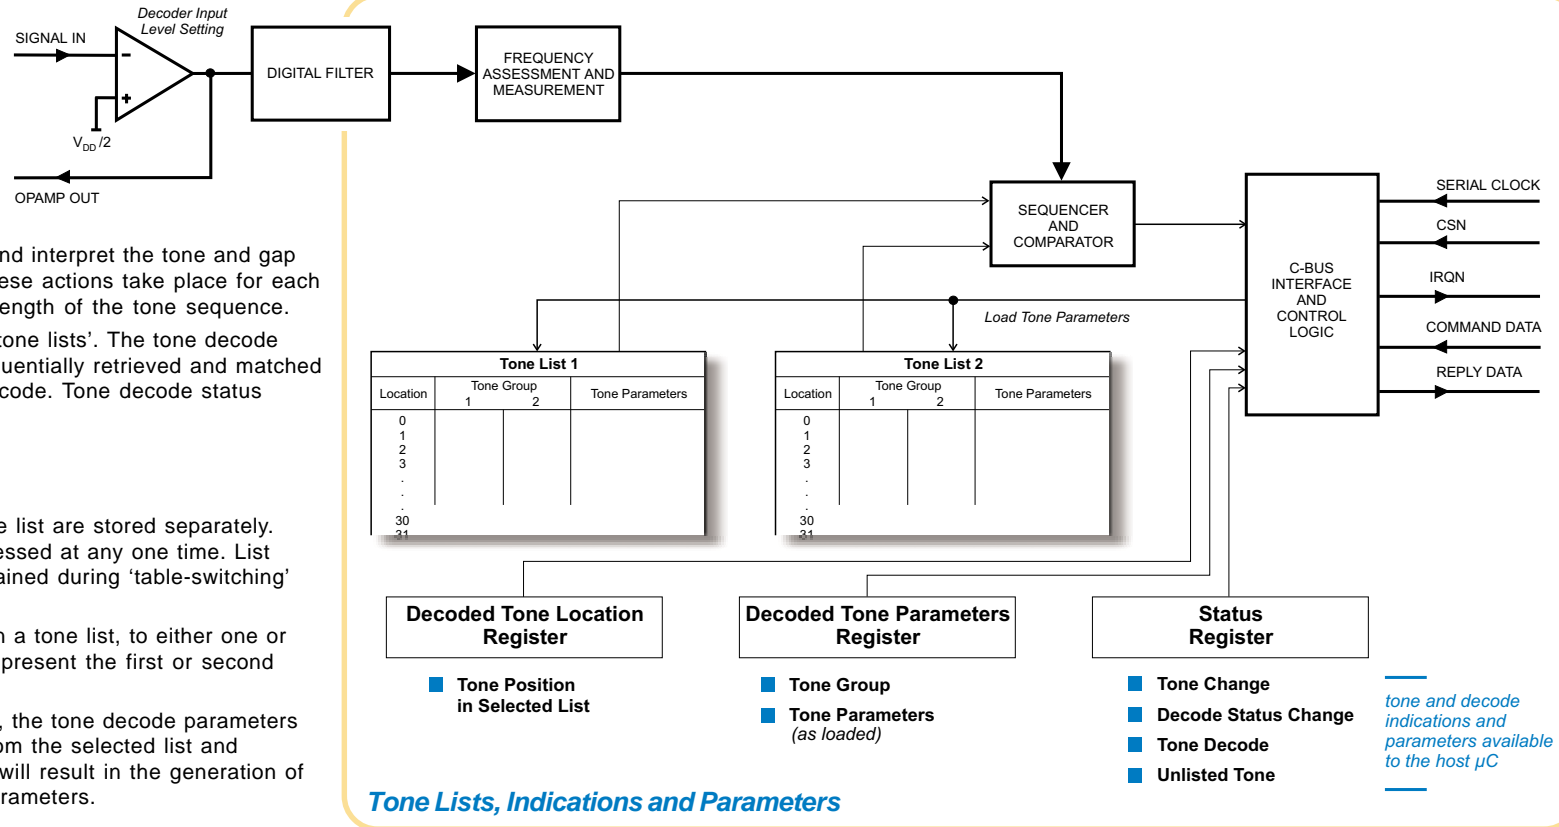 Decoder Input
Level Setting
SIGNAL IN
−
+
V_DD /2
OPAMP OUT
DIGITAL FILTER
FREQUENCY
ASSESSMENT AND
MEASUREMENT
SEQUENCER
AND
COMPARATOR
C-BUS
INTERFACE
AND
CONTROL
LOGIC
SERIAL CLOCK
CSN
IRQN
COMMAND DATA
REPLY DATA
Load Tone Parameters
nd interpret the tone and gap
ese actions take place for each
ength of the tone sequence.
tone lists’. The tone decode
uentially retrieved and matched
code. Tone decode status
e list are stored separately.
essed at any one time. List
ained during ‘table-switching’
n a tone list, to either one or
present the first or second
, the tone decode parameters
om the selected list and
will result in the generation of
arameters.
Tone List 1
Location Tone Group Tone Parameters
1 2
0
1
2
3
.
.
.
30
31
Tone List 2
Location Tone Group Tone Parameters
1 2
0
1
2
3
.
.
.
30
31
Decoded Tone Location
Register
Tone Position
in Selected List
Decoded Tone Parameters
Register
Tone Group
Tone Parameters
(as loaded)
Status
Register
Tone Change
Decode Status Change
Tone Decode
Unlisted Tone
tone and decode
indications and
parameters available
to the host µC
Tone Lists, Indications and Parameters